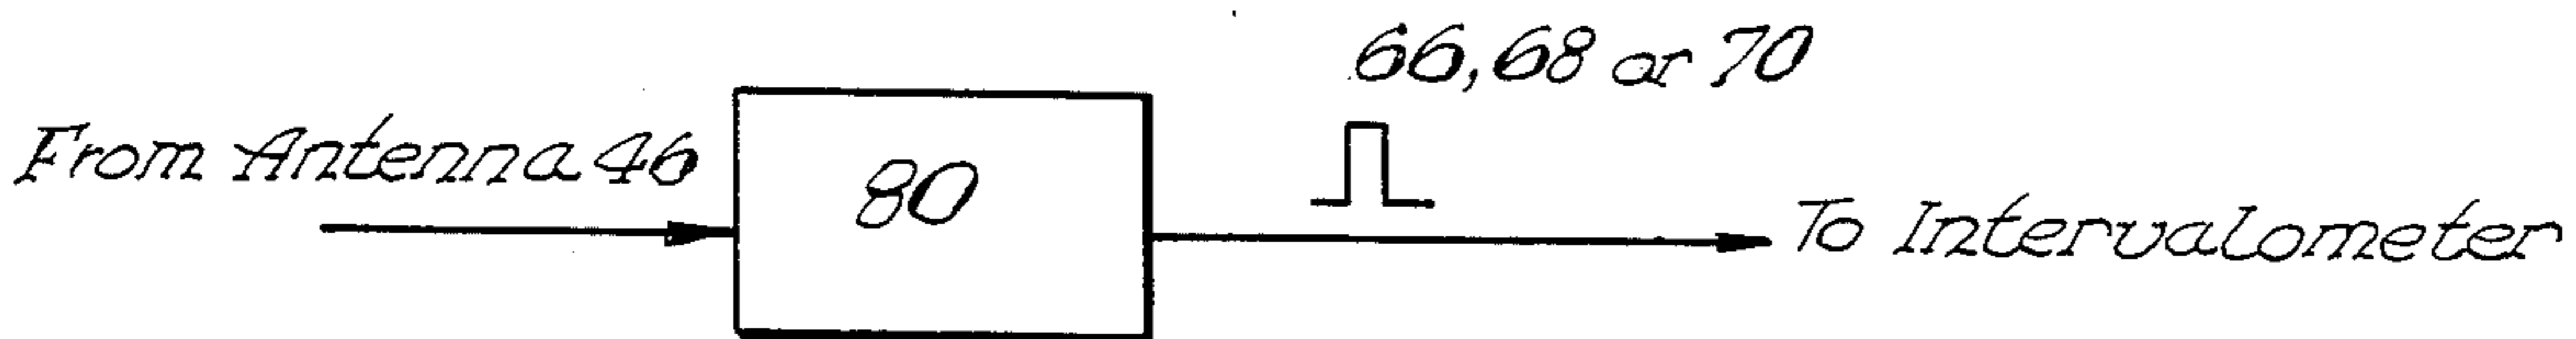 66, 68 or 70
From Antenna 46
80
To Intervalometer